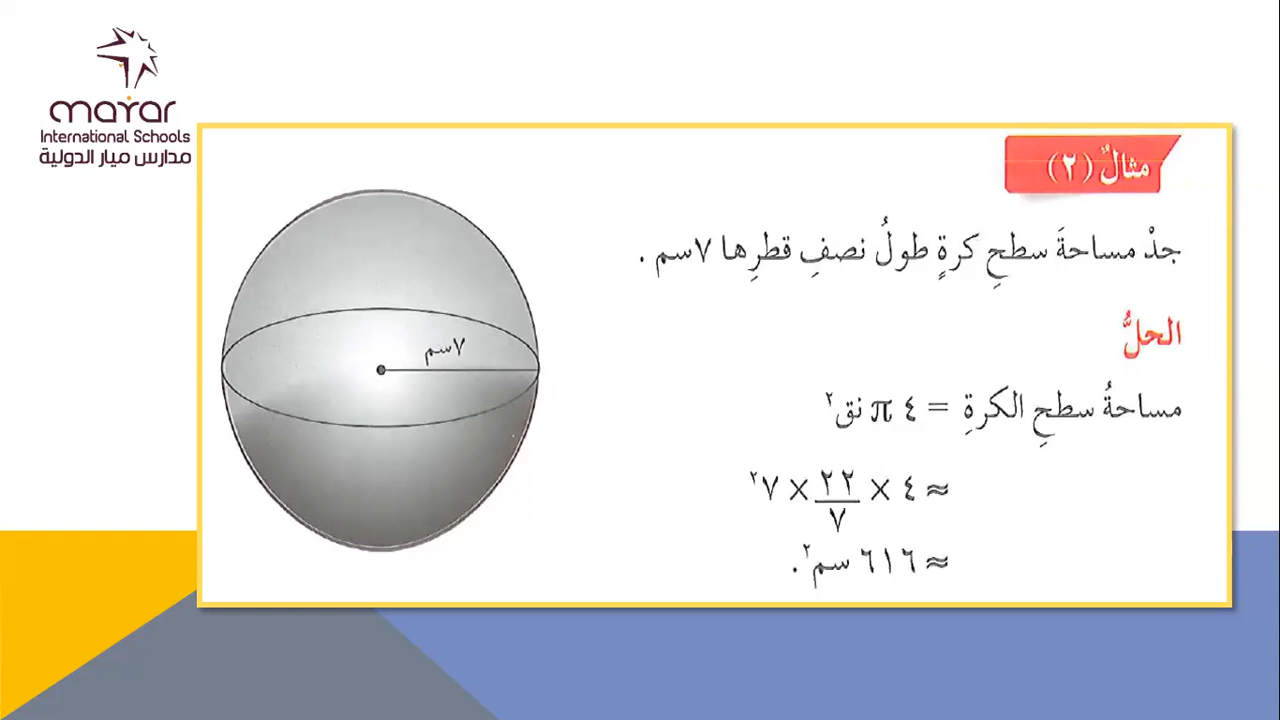 mayar
International Schools
مدارس ميار الدولية
مثالٌ (٢)
جدْ مساحةَ سطحِ كرةٍ طولُ نصفِ قطرِها ٧سم .
الحلُّ
مساحةُ سطحِ الكرةِ = ٤ π نق٢
≈ ٤ × ٢٢/٧ × ٧٢
≈ ٦١٦ سم٢.
٧سم